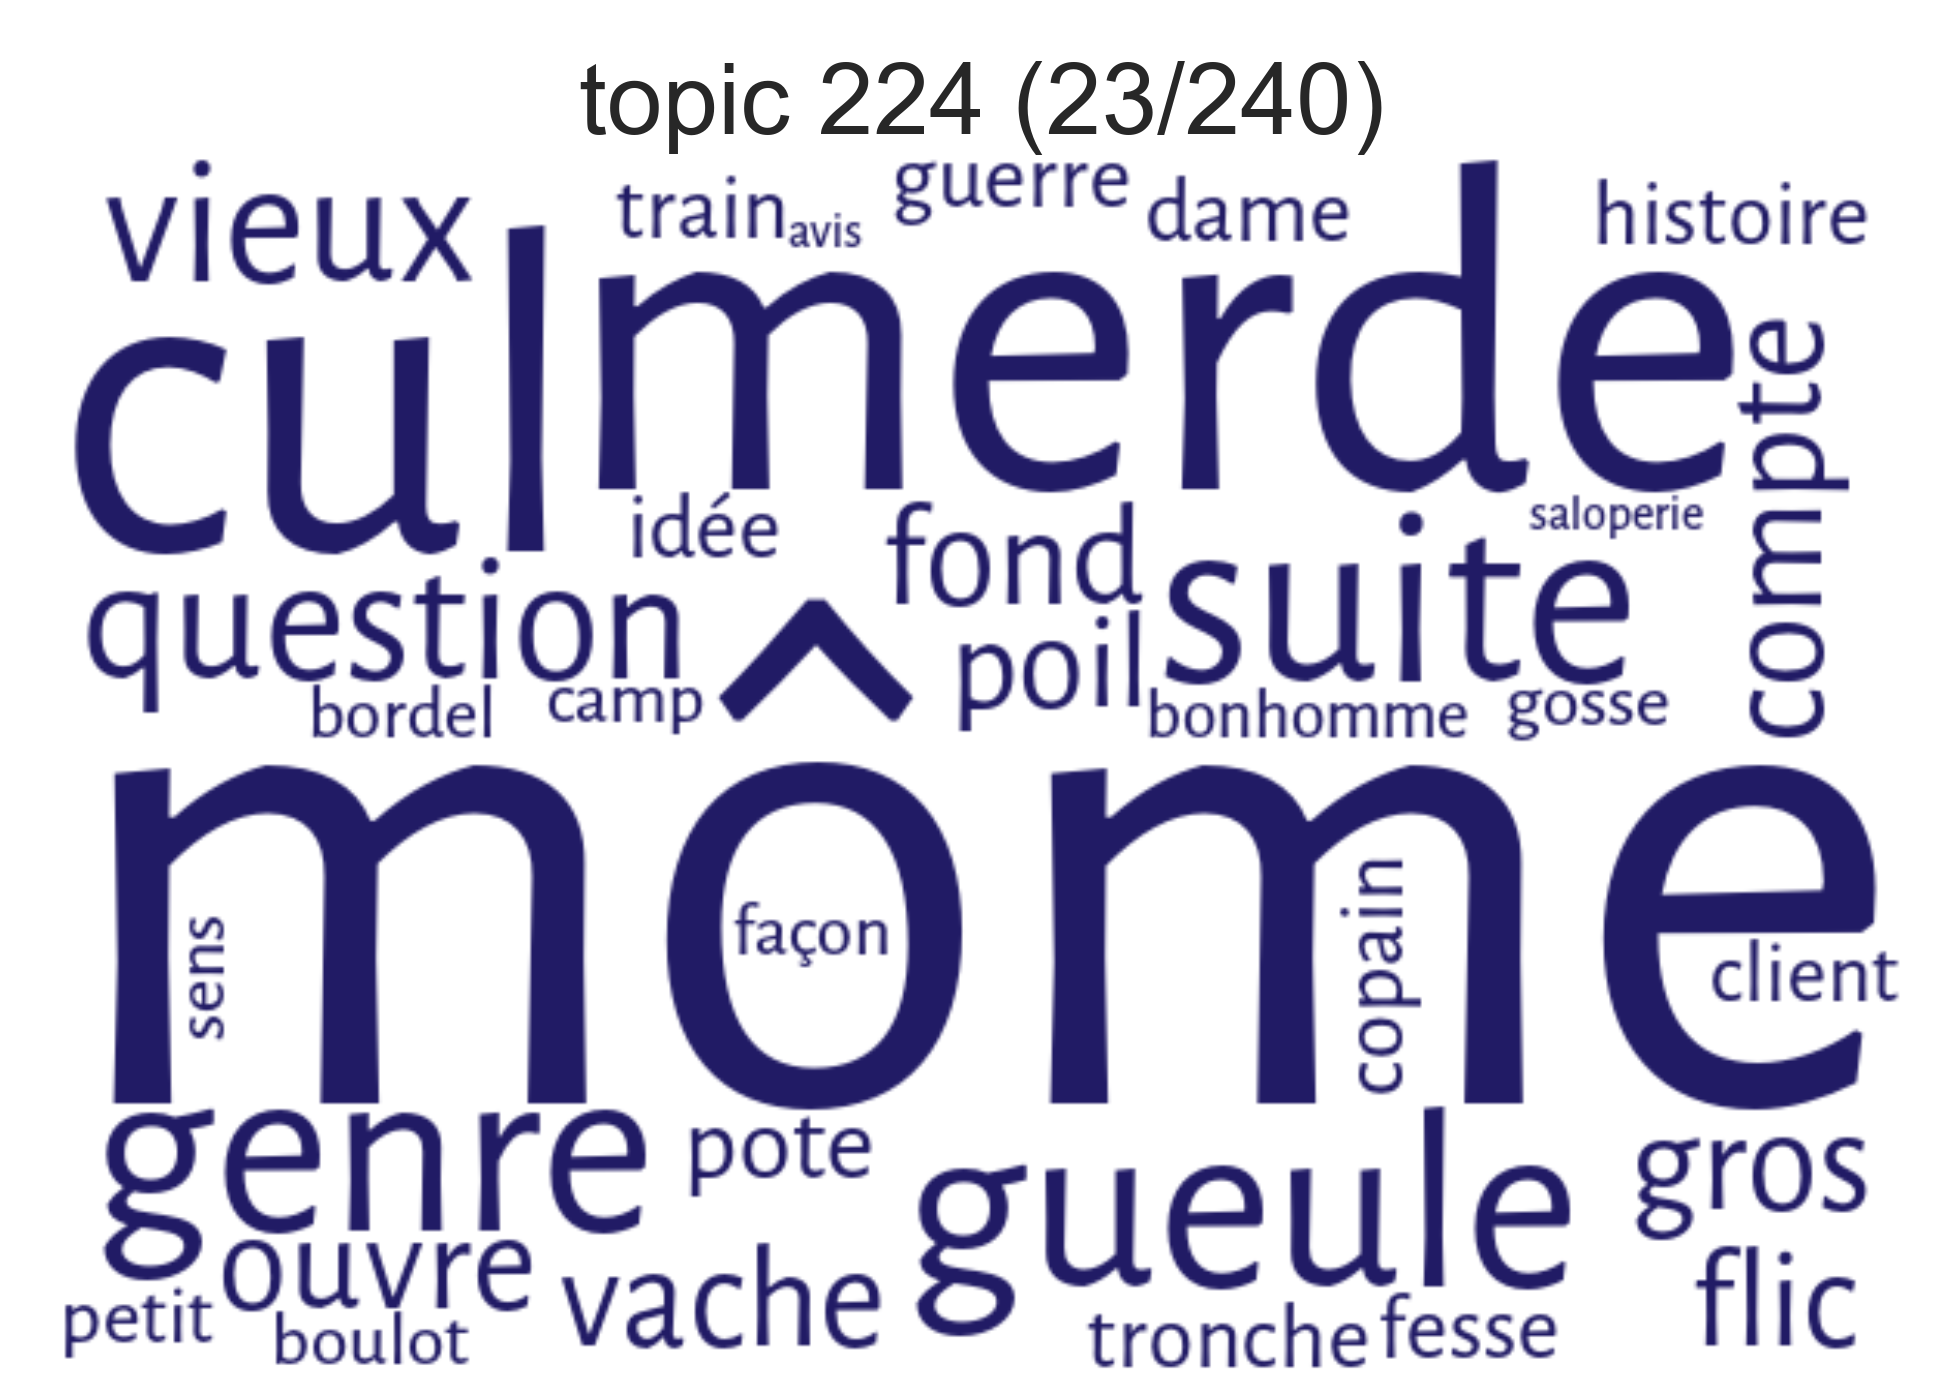 topic 224 (23/240)
vieux
train
avis
guerre
dame
histoire
cul
merde
compte
idée
fond
saloperie
suite
question
poil
bordel
camp
bonhomme
gosse
môme
sens
façon
copain
client
genre
pote
gueule
gros
ouvre
vache
flic
petit
boulot
tronche
fesse